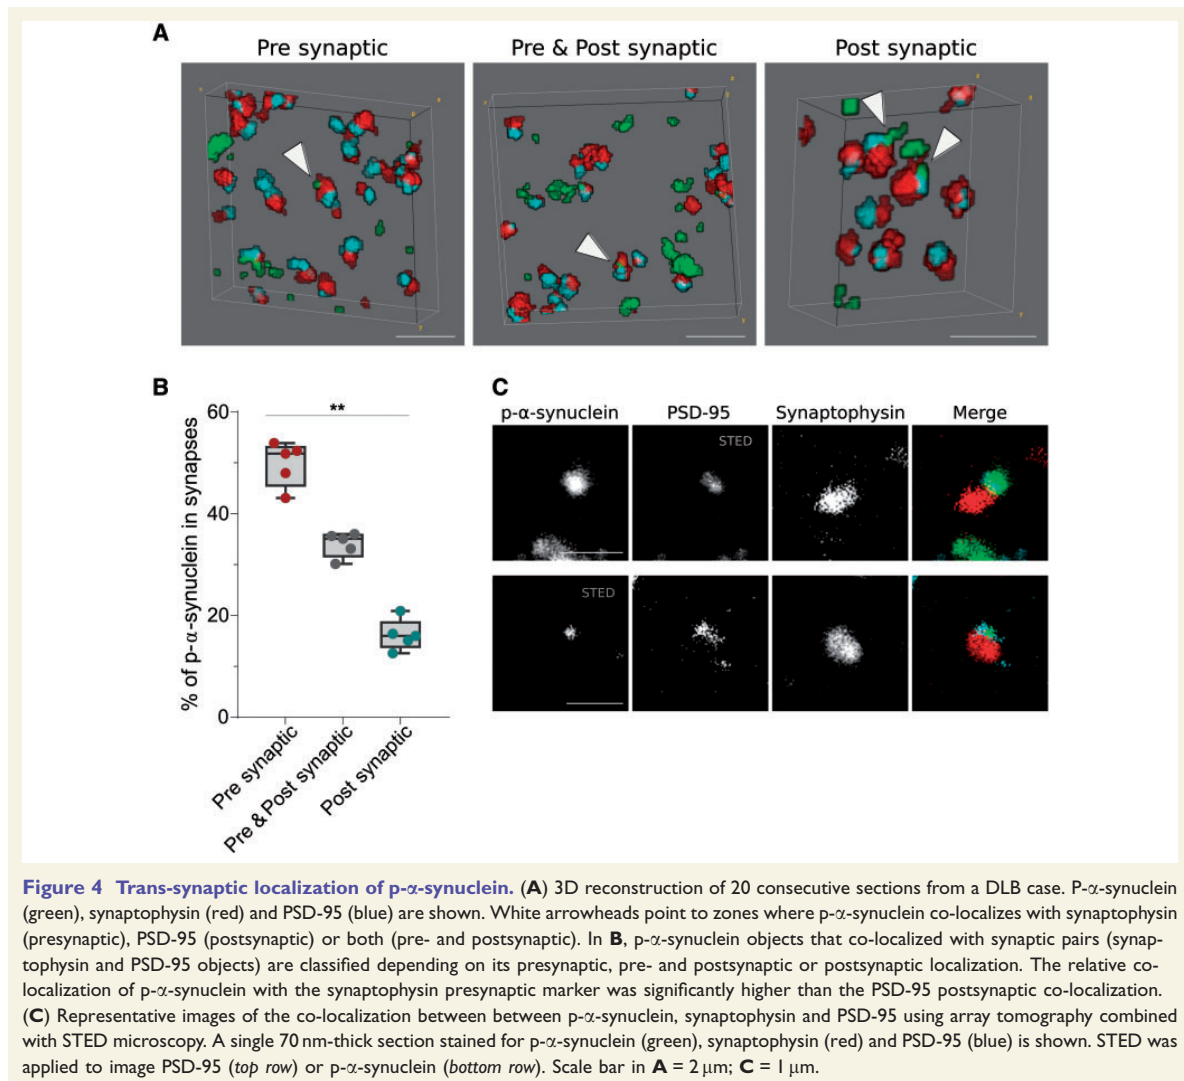 A
Pre synaptic
Pre & Post synaptic
Post synaptic
B
% of p-α-synuclein in synapses
60
40
20
0
**
Pre synaptic
Pre & Post synaptic
Post synaptic
C
p-α-synuclein
PSD-95
Synaptophysin
Merge
STED
STED
Figure 4 Trans-synaptic localization of p-α-synuclein. (A) 3D reconstruction of 20 consecutive sections from a DLB case. P-α-synuclein
(green), synaptophysin (red) and PSD-95 (blue) are shown. White arrowheads point to zones where p-α-synuclein co-localizes with synaptophysin
(presynaptic), PSD-95 (postsynaptic) or both (pre- and postsynaptic). In B, p-α-synuclein objects that co-localized with synaptic pairs (synap-
tophysin and PSD-95 objects) are classified depending on its presynaptic, pre- and postsynaptic or postsynaptic localization. The relative co-
localization of p-α-synuclein with the synaptophysin presynaptic marker was significantly higher than the PSD-95 postsynaptic co-localization.
(C) Representative images of the co-localization between between p-α-synuclein, synaptophysin and PSD-95 using array tomography combined
with STED microscopy. A single 70 nm-thick section stained for p-α-synuclein (green), synaptophysin (red) and PSD-95 (blue) is shown. STED was
applied to image PSD-95 (top row) or p-α-synuclein (bottom row). Scale bar in A = 2 μm; C = 1 μm.